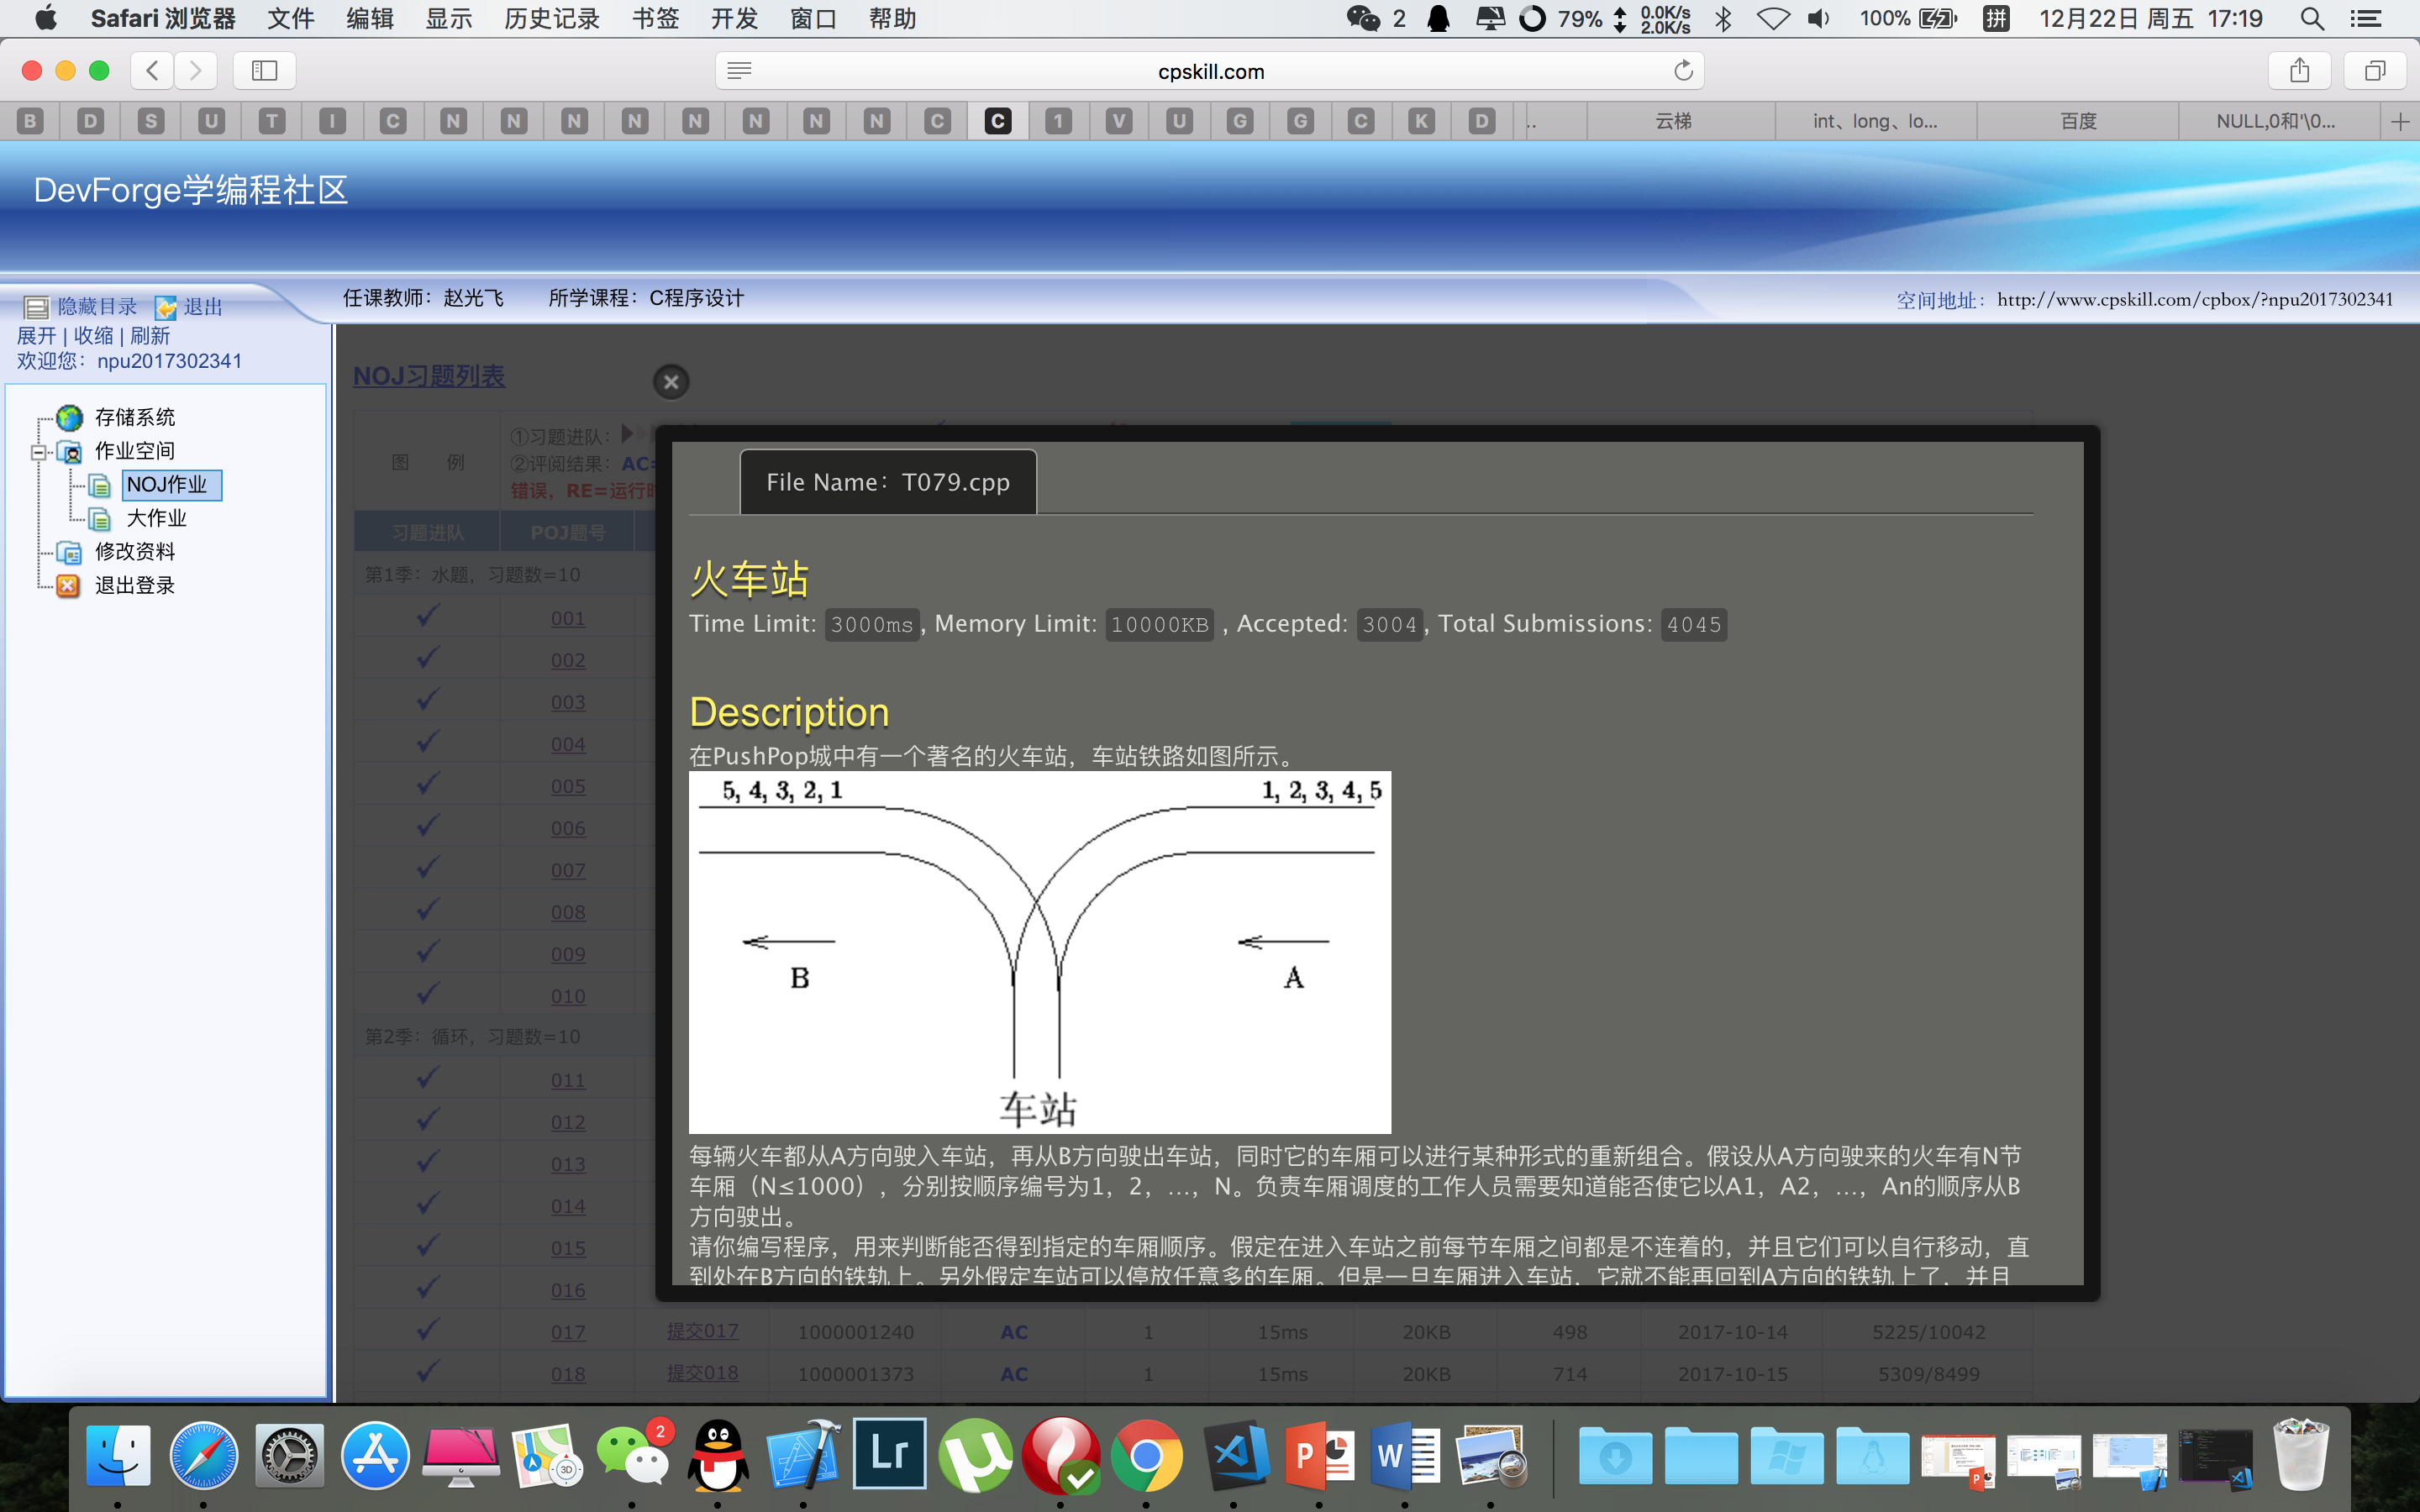 Safari 浏览器 文件 编辑 显示 历史记录 书签 开发 窗口 帮助 2 79% 0.0K/s 2.0K/s 100% 拼 12月22日 周五 17:19
cpskill.com
B D S U T I C N N N N N N N N C C 1 V U G G C K D .. 云梯 int、long、lo... 百度 NULL,0和'\0... +
DevForge学编程社区
隐藏目录 退出 任课教师：赵光飞 所学课程：C程序设计 空间地址：http://www.cpskill.com/cpbox/?npu2017302341
展开 | 收缩 | 刷新
欢迎您：npu2017302341
存储系统
作业空间
NOJ作业
大作业
修改资料
退出登录
NOJ习题列表
图 例
①习题进队：
②评阅结果：AC=
错误，RE=运行时
习题进队 POJ题号
第1季：水题，习题数=10
001
002
003
004
005
006
007
008
009
010
第2季：循环，习题数=10
011
012
013
014
015
016
017 提交017 1000001240 AC 1 15ms 20KB 498 2017-10-14 5225/10042
018 提交018 1000001373 AC 1 15ms 20KB 714 2017-10-15 5309/8499
File Name：T079.cpp
火车站
Time Limit: 3000ms, Memory Limit: 10000KB , Accepted: 3004, Total Submissions: 4045
Description
在PushPop城中有一个著名的火车站，车站铁路如图所示。
5, 4, 3, 2, 1 1, 2, 3, 4, 5
B A
车站
每辆火车都从A方向驶入车站，再从B方向驶出车站，同时它的车厢可以进行某种形式的重新组合。假设从A方向驶来的火车有N节
车厢（N≤1000），分别按顺序编号为1，2，…，N。负责车厢调度的工作人员需要知道能否使它以A1，A2，…，An的顺序从B
方向驶出。
请你编写程序，用来判断能否得到指定的车厢顺序。假定在进入车站之前每节车厢之间都是不连着的，并且它们可以自行移动，直
到处在B方向的铁轨上。另外假定车站可以停放任意多的车厢。但是一旦车厢进入车站，它就不能再回到A方向的铁轨上了，并且
3D 2 Lr µ P W